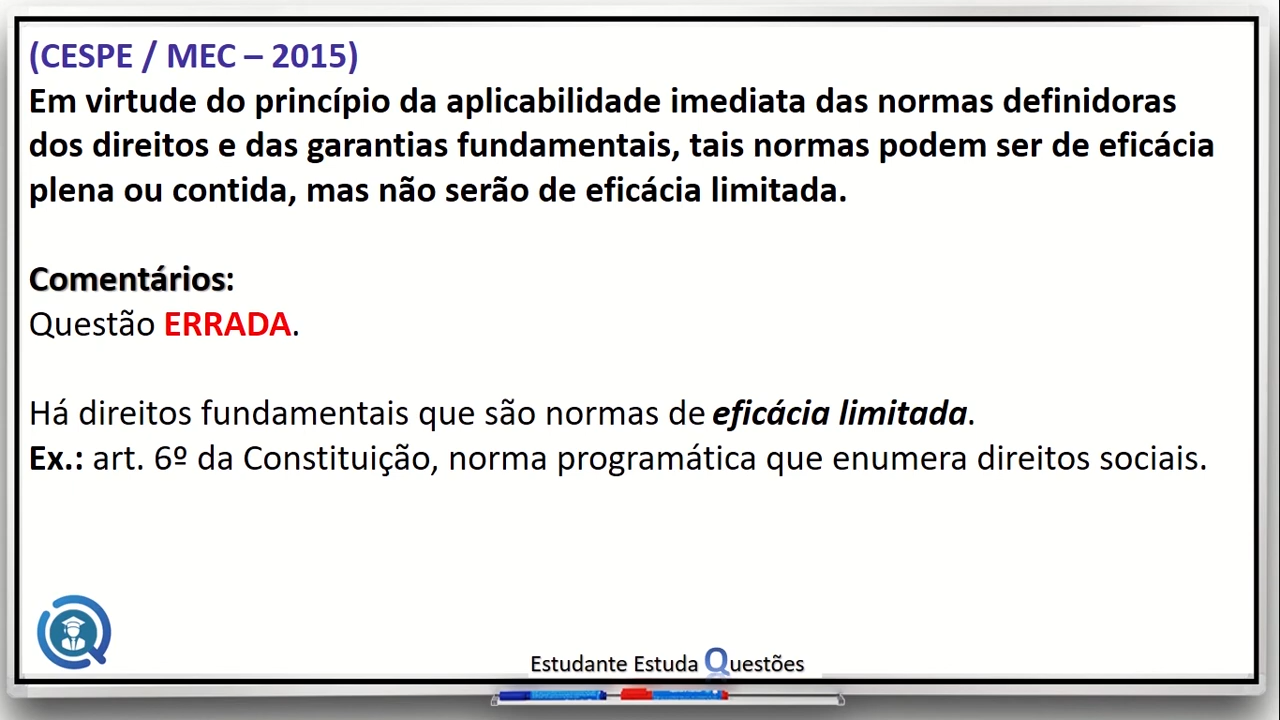 (CESPE / MEC – 2015)
Em virtude do princípio da aplicabilidade imediata das normas definidoras
dos direitos e das garantias fundamentais, tais normas podem ser de eficácia
plena ou contida, mas não serão de eficácia limitada.
Comentários:
Questão ERRADA.
Há direitos fundamentais que são normas de eficácia limitada.
Ex.: art. 6º da Constituição, norma programática que enumera direitos sociais.
Estudante Estuda Questões